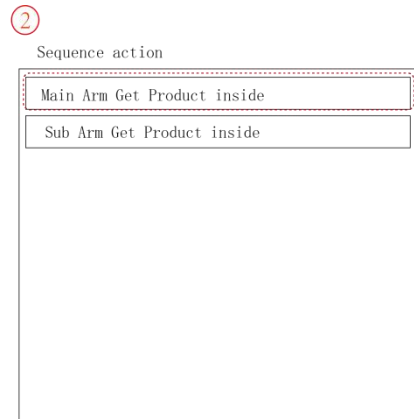 ②
Sequence action
Main Arm Get Product inside
Sub Arm Get Product inside